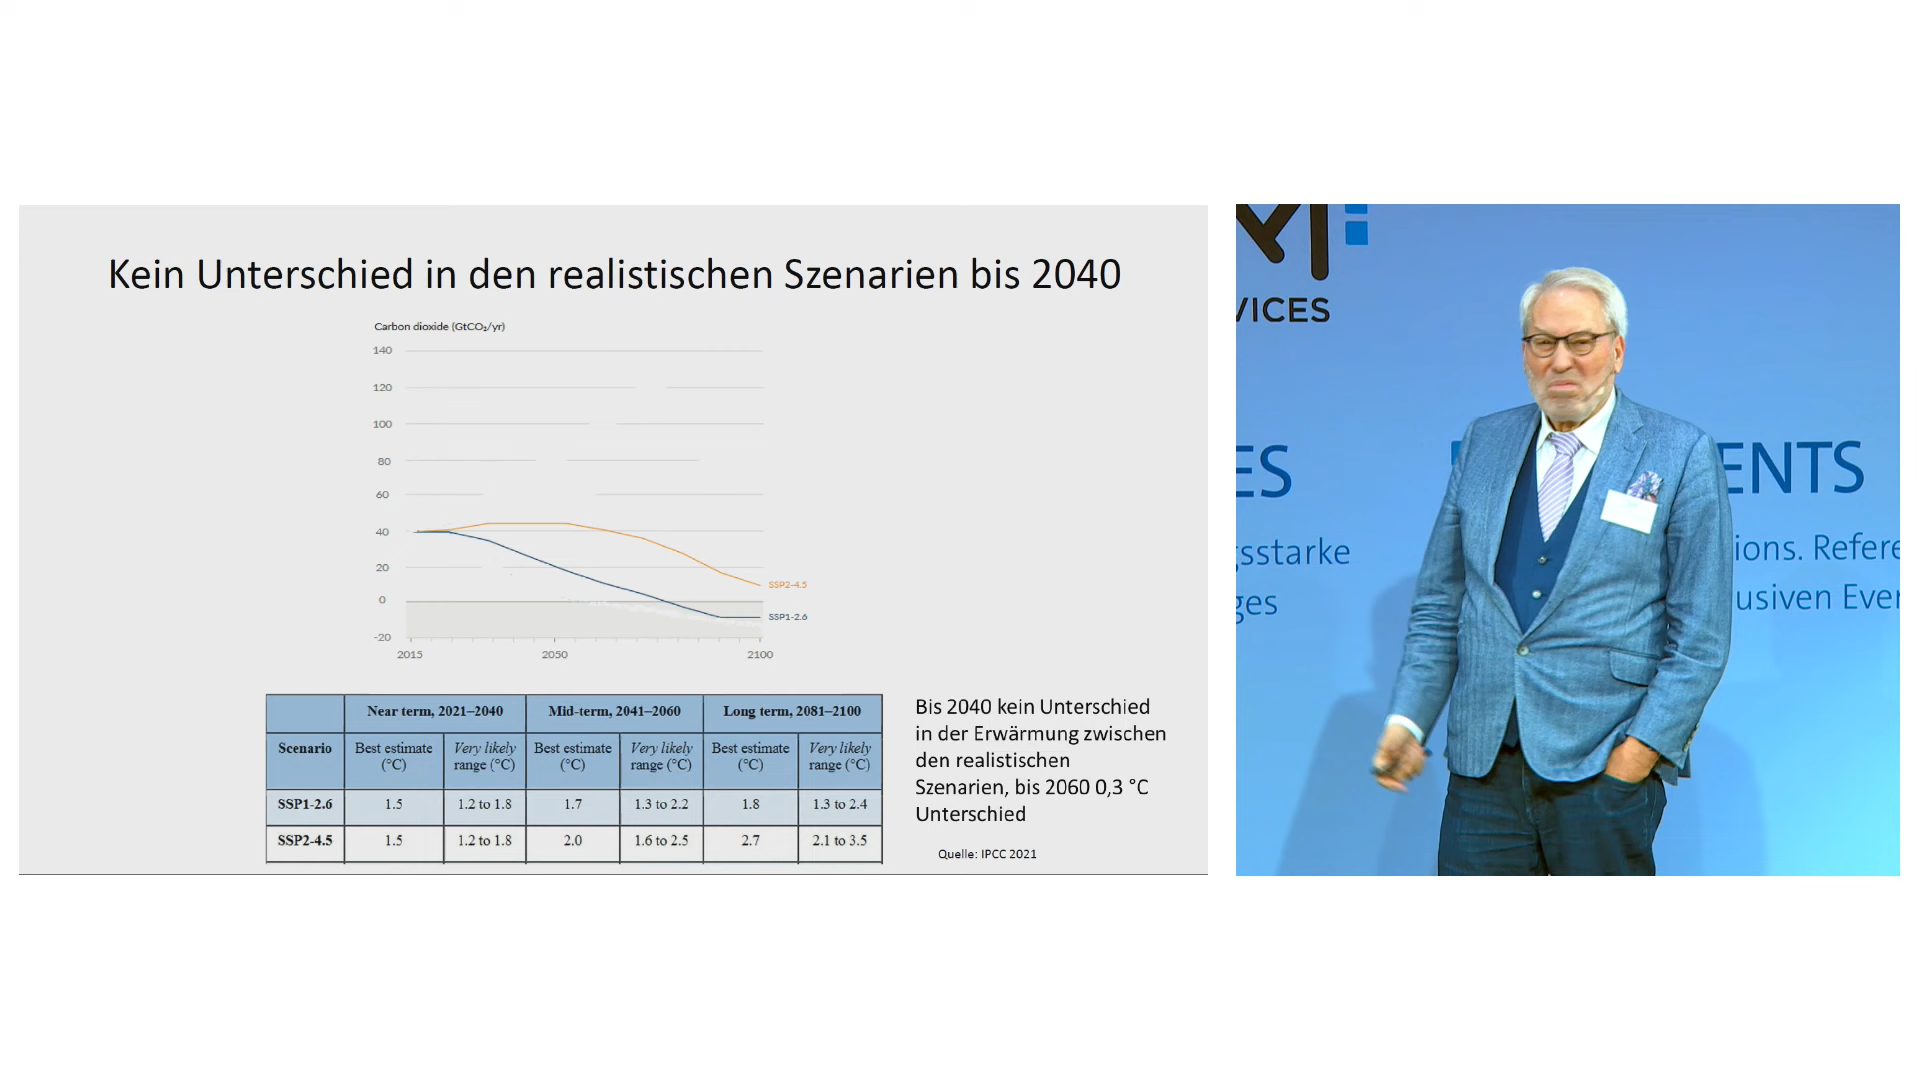 Kein Unterschied in den realistischen Szenarien bis 2040
Carbon dioxide (GtCO₂/yr)
140
120
100
80
60
40
20
0
-20
2015 2050 2100
SSP2-4.5
SSP1-2.6
Near term, 2021–2040 Mid-term, 2041–2060 Long term, 2081–2100
Scenario Best estimate (°C) Very likely range (°C) Best estimate (°C) Very likely range (°C) Best estimate (°C) Very likely range (°C)
SSP1-2.6 1.5 1.2 to 1.8 1.7 1.3 to 2.2 1.8 1.3 to 2.4
SSP2-4.5 1.5 1.2 to 1.8 2.0 1.6 to 2.5 2.7 2.1 to 3.5
Bis 2040 kein Unterschied
in der Erwärmung zwischen
den realistischen
Szenarien, bis 2060 0,3 °C
Unterschied
Quelle: IPCC 2021
VICES
ES
ENTS
gsstarke
ions. Refere
ges
usiven Ever